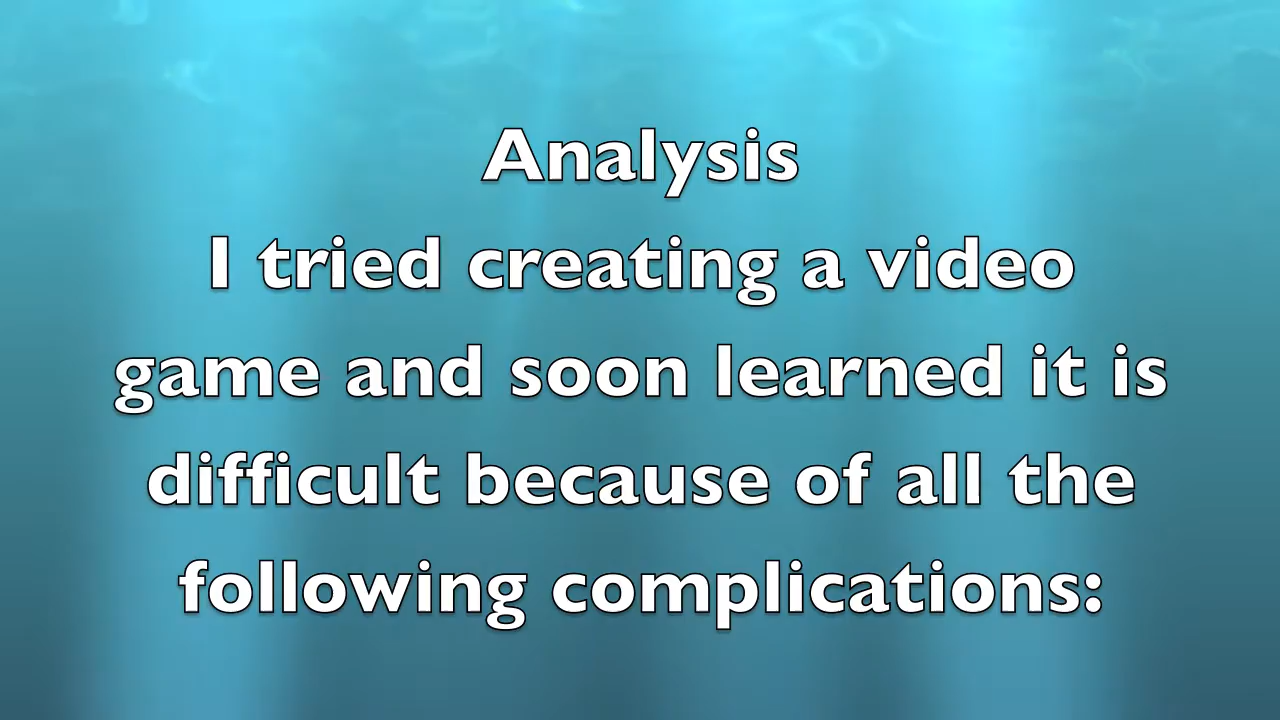 Analysis
I tried creating a video
game and soon learned it is
difficult because of all the
following complications: